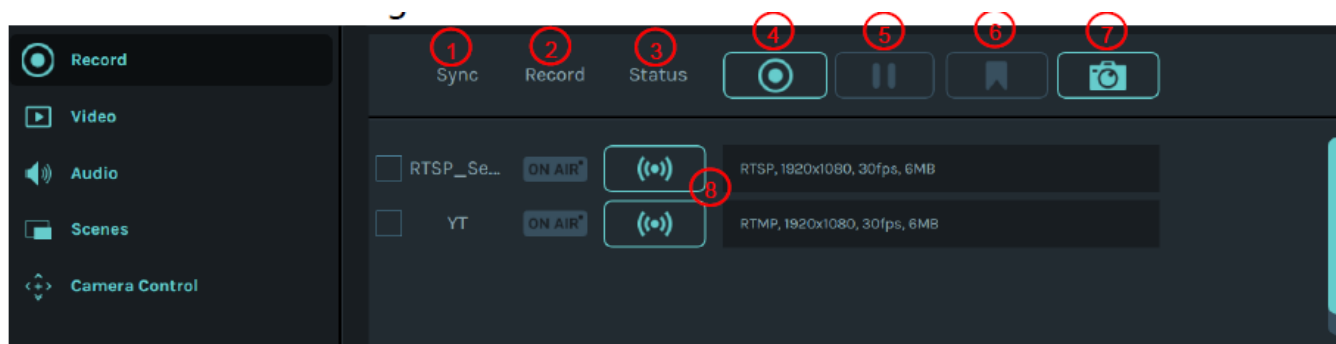 1 2 3 4 5 6 7
Record Sync Record Status
Video
Audio RTSP_Se... ON AIR RTSP, 1920x1080, 30fps, 6MB
8
Scenes YT ON AIR RTMP, 1920x1080, 30fps, 6MB
Camera Control